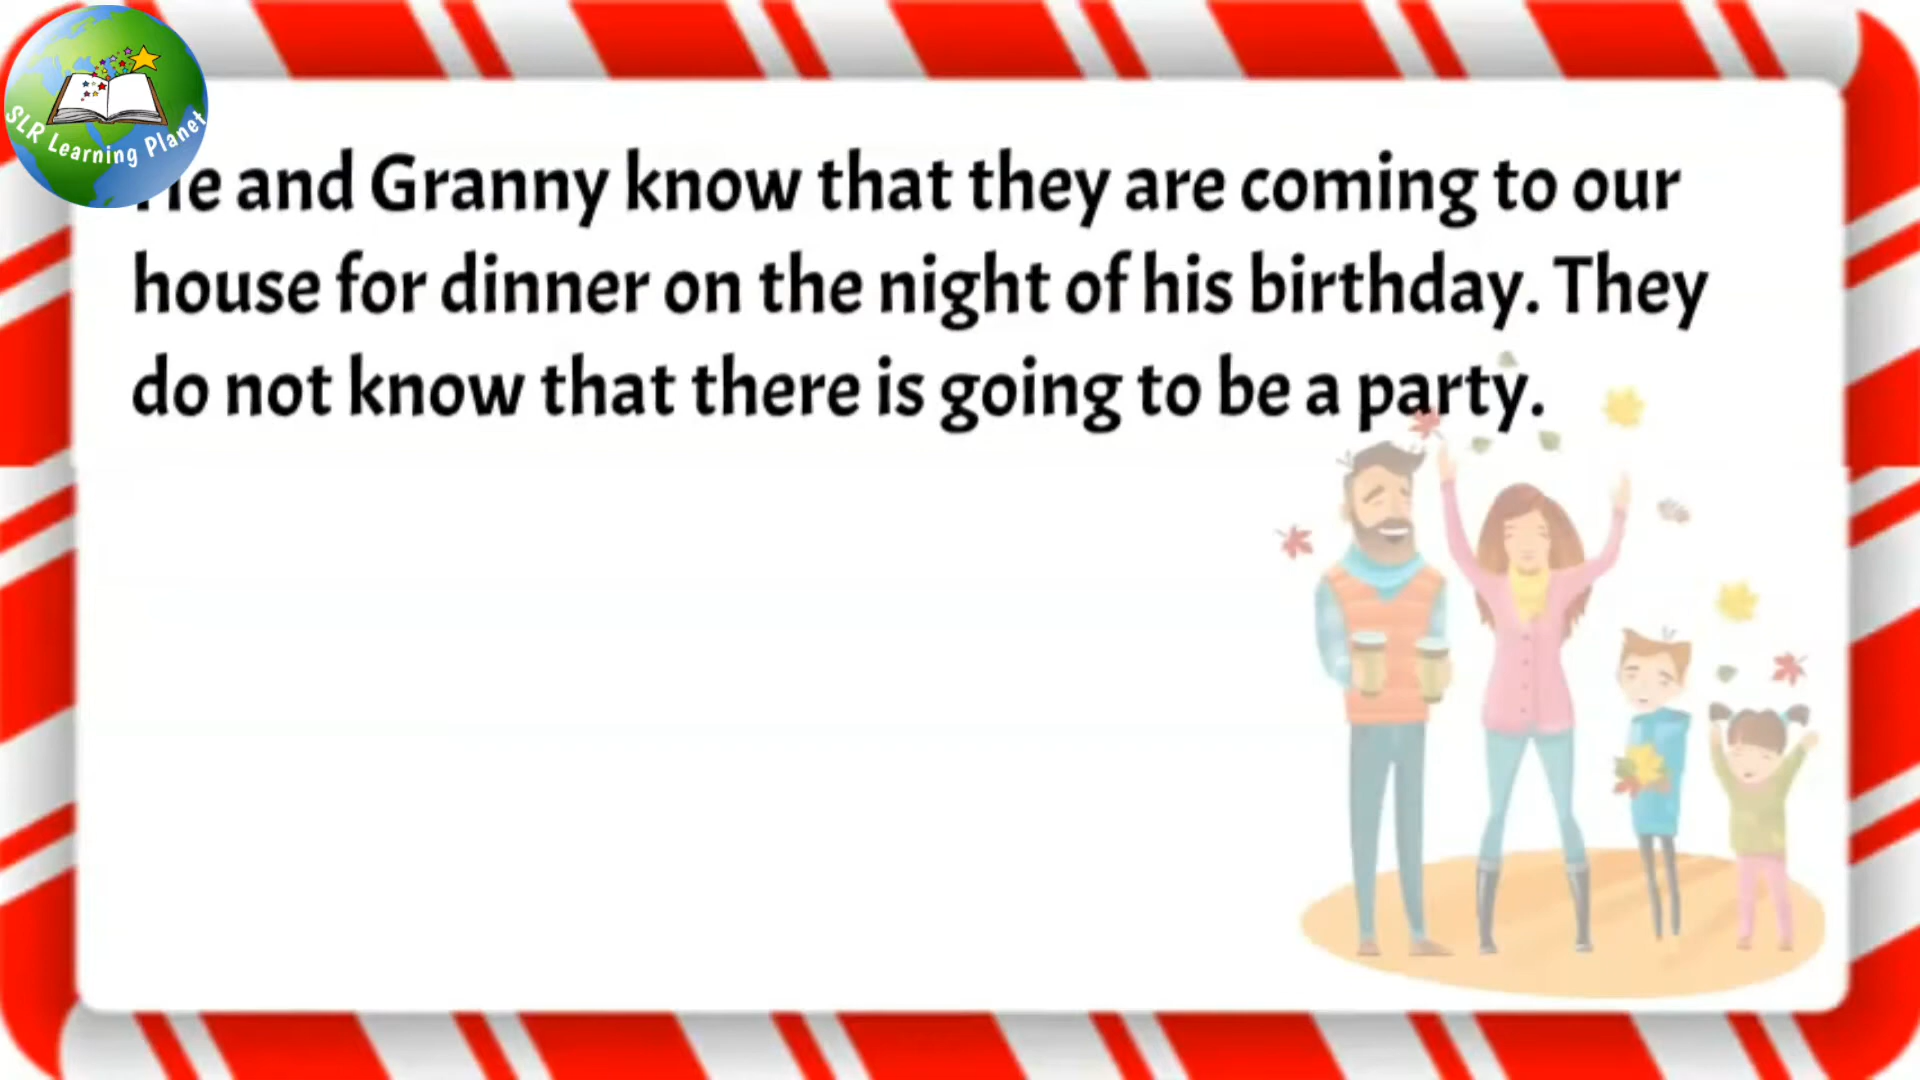 SLR Learning Planet
He and Granny know that they are coming to our
house for dinner on the night of his birthday. They
do not know that there is going to be a party.